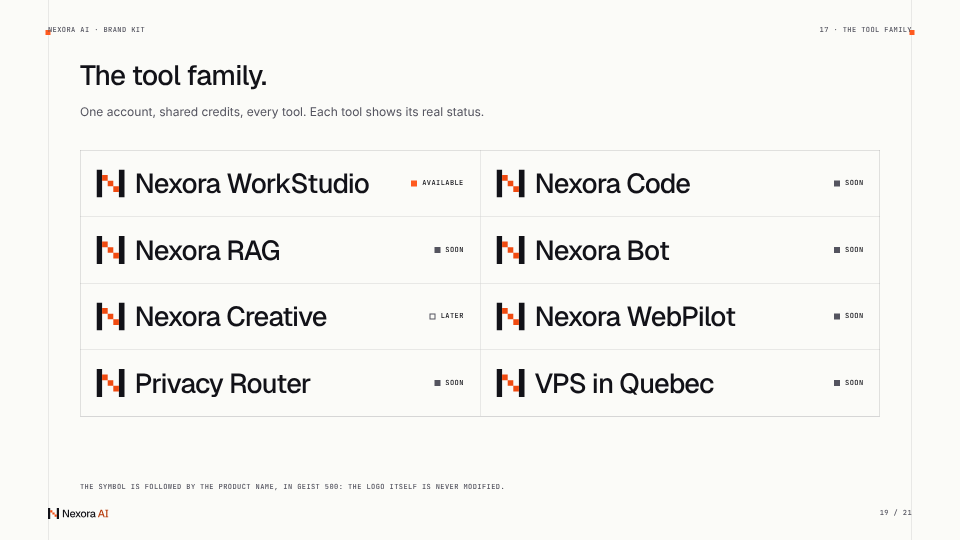 NEXORA AI · BRAND KIT
17 · THE TOOL FAMILY
The tool family.
One account, shared credits, every tool. Each tool shows its real status.
Nexora WorkStudio
AVAILABLE
Nexora Code
SOON
Nexora RAG
SOON
Nexora Bot
SOON
Nexora Creative
LATER
Nexora WebPilot
SOON
Privacy Router
SOON
VPS in Quebec
SOON
THE SYMBOL IS FOLLOWED BY THE PRODUCT NAME, IN GEIST 500: THE LOGO ITSELF IS NEVER MODIFIED.
Nexora AI
19 / 21